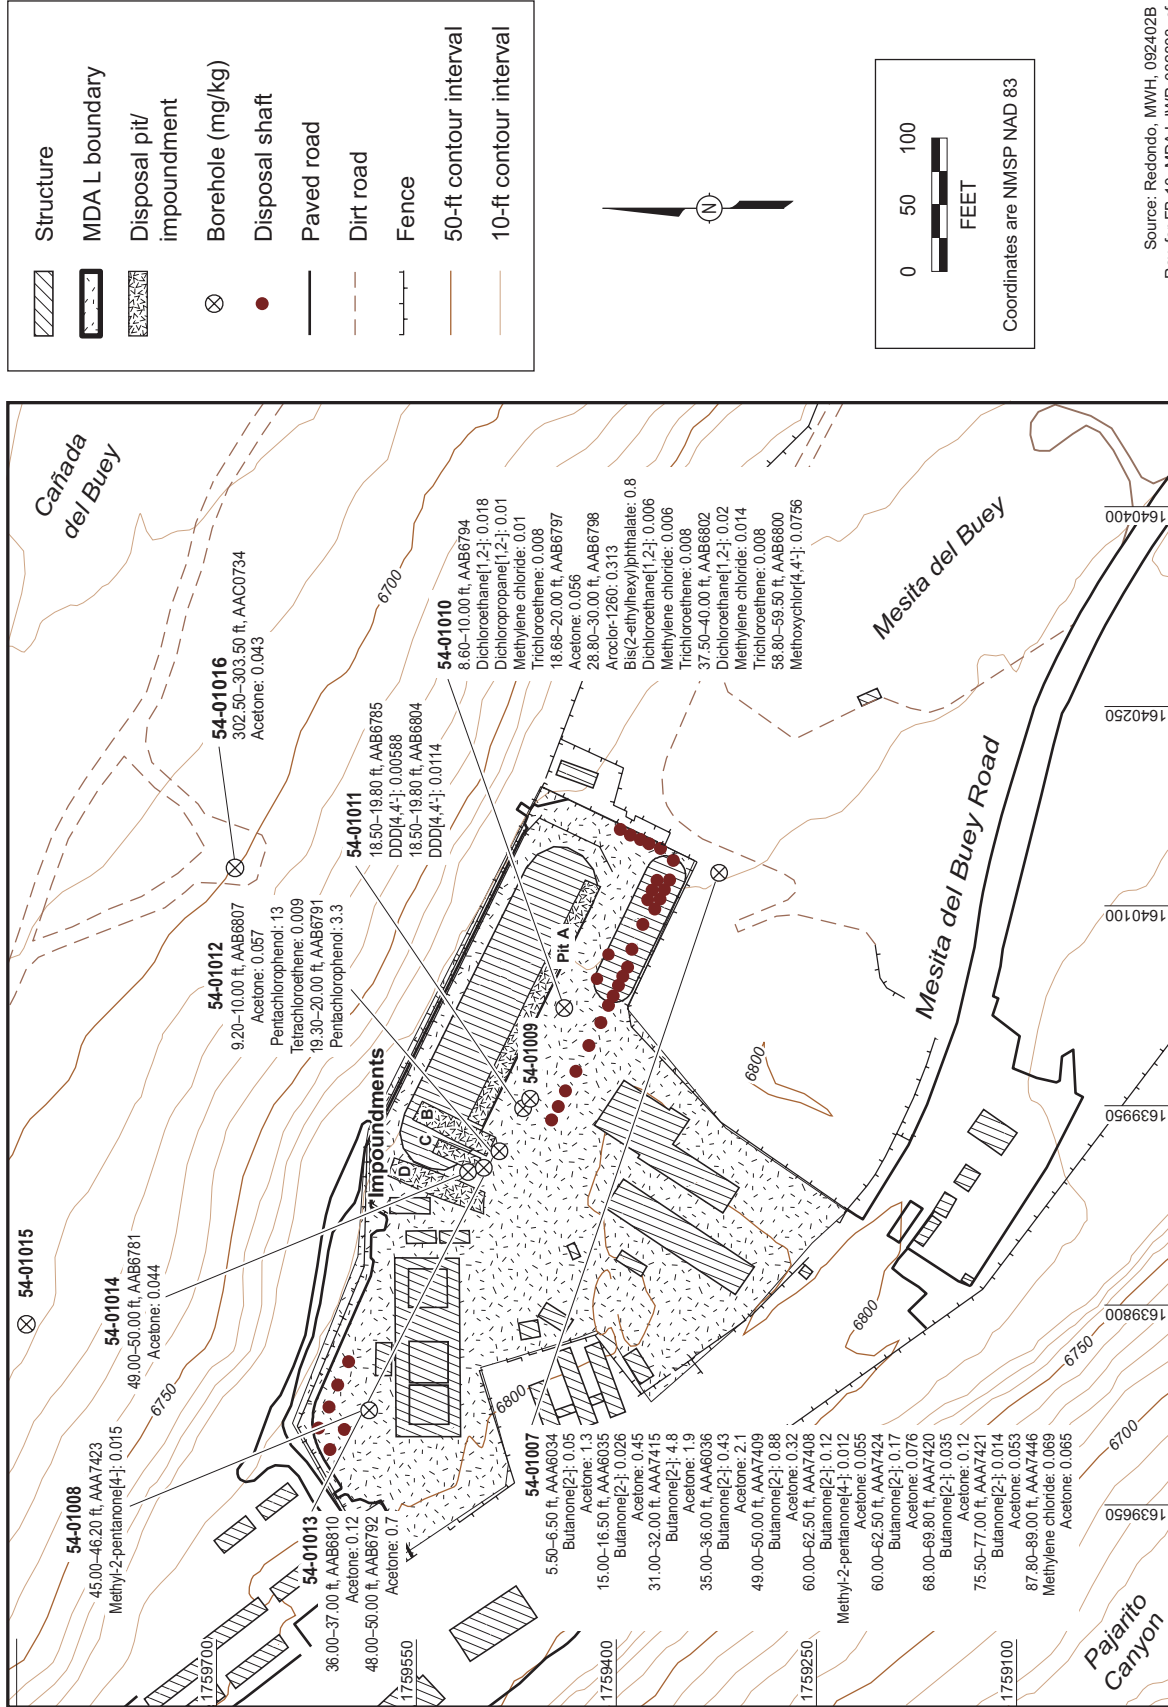 Structure
MDA L boundary
Disposal pit/
impoundment
Borehole (mg/kg)
Disposal shaft
Paved road
Dirt road
Fence
50-ft contour interval
10-ft contour interval
N
0 50 100
FEET
Coordinates are NMSP NAD 83
Source: Redondo, MWH, 092402B
Cañada
del Buey
54-01015
54-01016
302.50–303.50 ft, AAC0734
Acetone: 0.043
6700
54-01014
49.00–50.00 ft, AAB6781
Acetone: 0.044
6750
54-01012
9.20–10.00 ft, AAB6807
Acetone: 0.057
Pentachlorophenol: 13
Tetrachloroethene: 0.009
19.30–20.00 ft, AAB6791
Pentachlorophenol: 3.3
54-01011
18.50–19.80 ft, AAB6785
DDD[4,4'-]: 0.00588
18.50–19.80 ft, AAB6804
DDD[4,4'-]: 0.0114
54-01010
8.60–10.00 ft, AAB6794
Dichloroethane[1,2-]: 0.018
Dichloropropane[1,2-]: 0.01
Methylene chloride: 0.01
Trichloroethene: 0.008
18.68–20.00 ft, AAB6797
Acetone: 0.056
28.80–30.00 ft, AAB6798
Aroclor-1260: 0.313
Bis(2-ethylhexyl)phthalate: 0.8
Dichloroethane[1,2-]: 0.006
Methylene chloride: 0.006
Trichloroethene: 0.008
37.50–40.00 ft, AAB6802
Dichloroethane[1,2-]: 0.02
Methylene chloride: 0.014
Trichloroethene: 0.008
58.80–59.50 ft, AAB6800
Methoxychlor[4,4'-]: 0.0756
54-01008
45.00–46.20 ft, AAA7423
Methyl-2-pentanone[4-]: 0.015
Impoundments
D
C
B
54-01009
Pit A
54-01013
36.00–37.00 ft, AAB6810
Acetone: 0.12
48.00–50.00 ft, AAB6792
Acetone: 0.7
6800
54-01007
5.50–6.50 ft, AAA6034
Butanone[2-]: 0.05
Acetone: 1.3
15.00–16.50 ft, AAA6035
Butanone[2-]: 0.026
Acetone: 0.45
31.00–32.00 ft, AAA7415
Butanone[2-]: 4.8
Acetone: 1.9
35.00–36.00 ft, AAA6036
Butanone[2-]: 0.43
Acetone: 2.1
49.00–50.00 ft, AAA7409
Butanone[2-]: 0.88
Acetone: 0.32
60.00–62.50 ft, AAA7408
Butanone[2-]: 0.12
Methyl-2-pentanone[4-]: 0.012
Acetone: 0.055
60.00–62.50 ft, AAA7424
Butanone[2-]: 0.17
Acetone: 0.076
68.00–69.80 ft, AAA7420
Butanone[2-]: 0.035
Acetone: 0.12
75.50–77.00 ft, AAA7421
Butanone[2-]: 0.014
Acetone: 0.053
87.80–89.00 ft, AAA7446
Methylene chloride: 0.069
Acetone: 0.065
6800
6800
Mesita del Buey
Mesita del Buey Road
6750
6700
Pajarito
Canyon
1759700
1759550
1759400
1759250
1759100
1639650
1639800
1639950
1640100
1640250
1640400